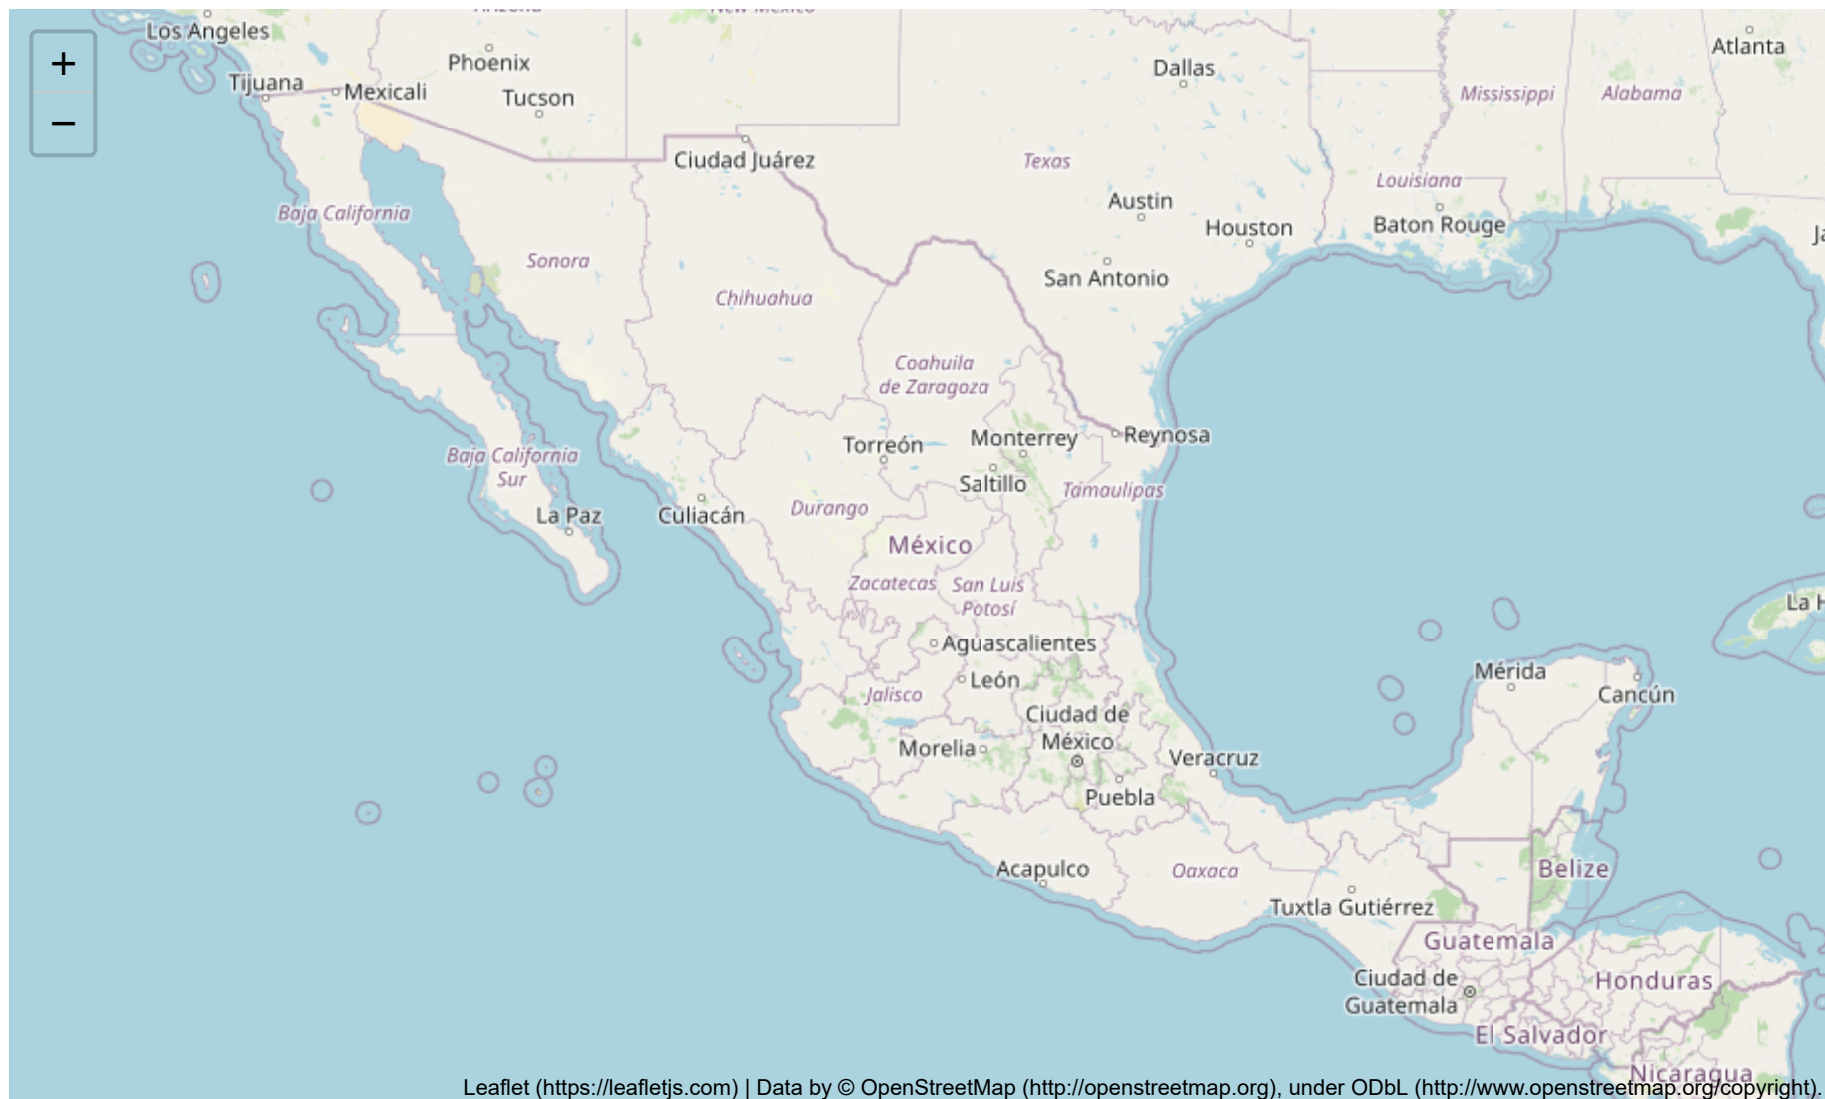 Los Angeles
Phoenix
Dallas
Atlanta
+
Tijuana
Mexicali
Tucson
Mississippi
Alabama
−
Ciudad Juárez
Texas
Louisiana
Austin
Baja California
Houston
Baton Rouge
Sonora
San Antonio
Chihuahua
Coahuila
de Zaragoza
Torreón
Monterrey
Reynosa
Baja California
Sur
Saltillo
Tamaulipas
La Paz
Culiacán
Durango
México
Zacatecas
San Luis
Potosí
Aguascalientes
León
Jalisco
Mérida
Cancún
Ciudad de
México
Morelia
Veracruz
Puebla
Acapulco
Oaxaca
Belize
Tuxtla Gutiérrez
Guatemala
Ciudad de
Guatemala
Honduras
El Salvador
Nicaragua
Leaflet (https://leafletjs.com) | Data by © OpenStreetMap (http://openstreetmap.org), under ODbL (http://www.openstreetmap.org/copyright).